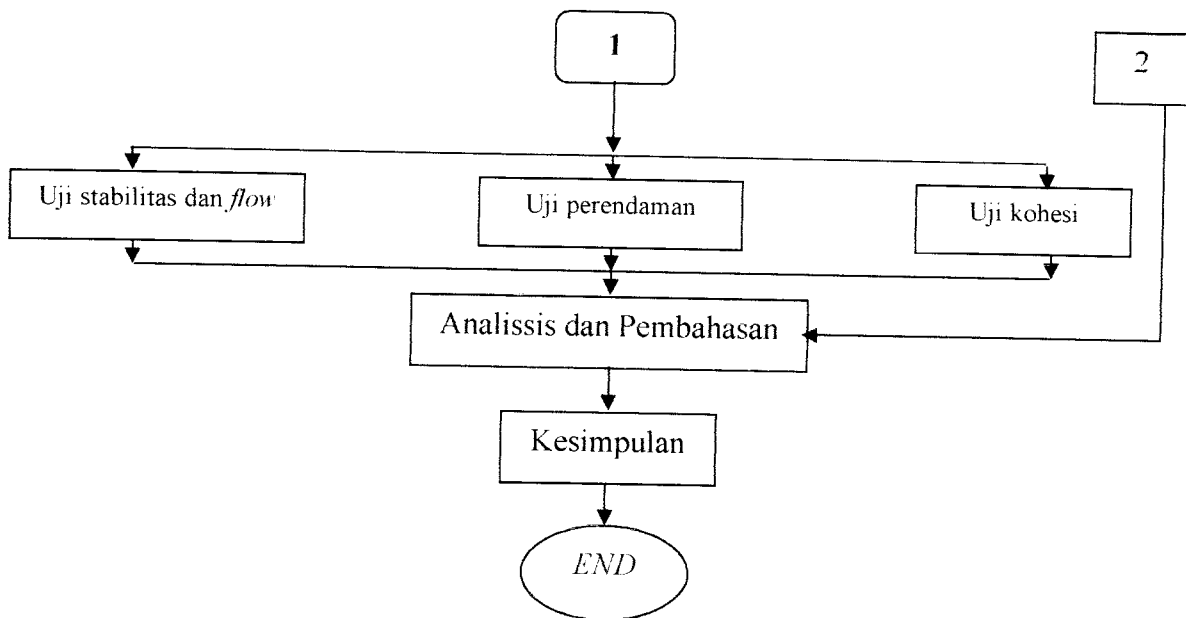 1
2
Uji stabilitas dan flow
Uji perendaman
Uji kohesi
Analissis dan Pembahasan
Kesimpulan
END